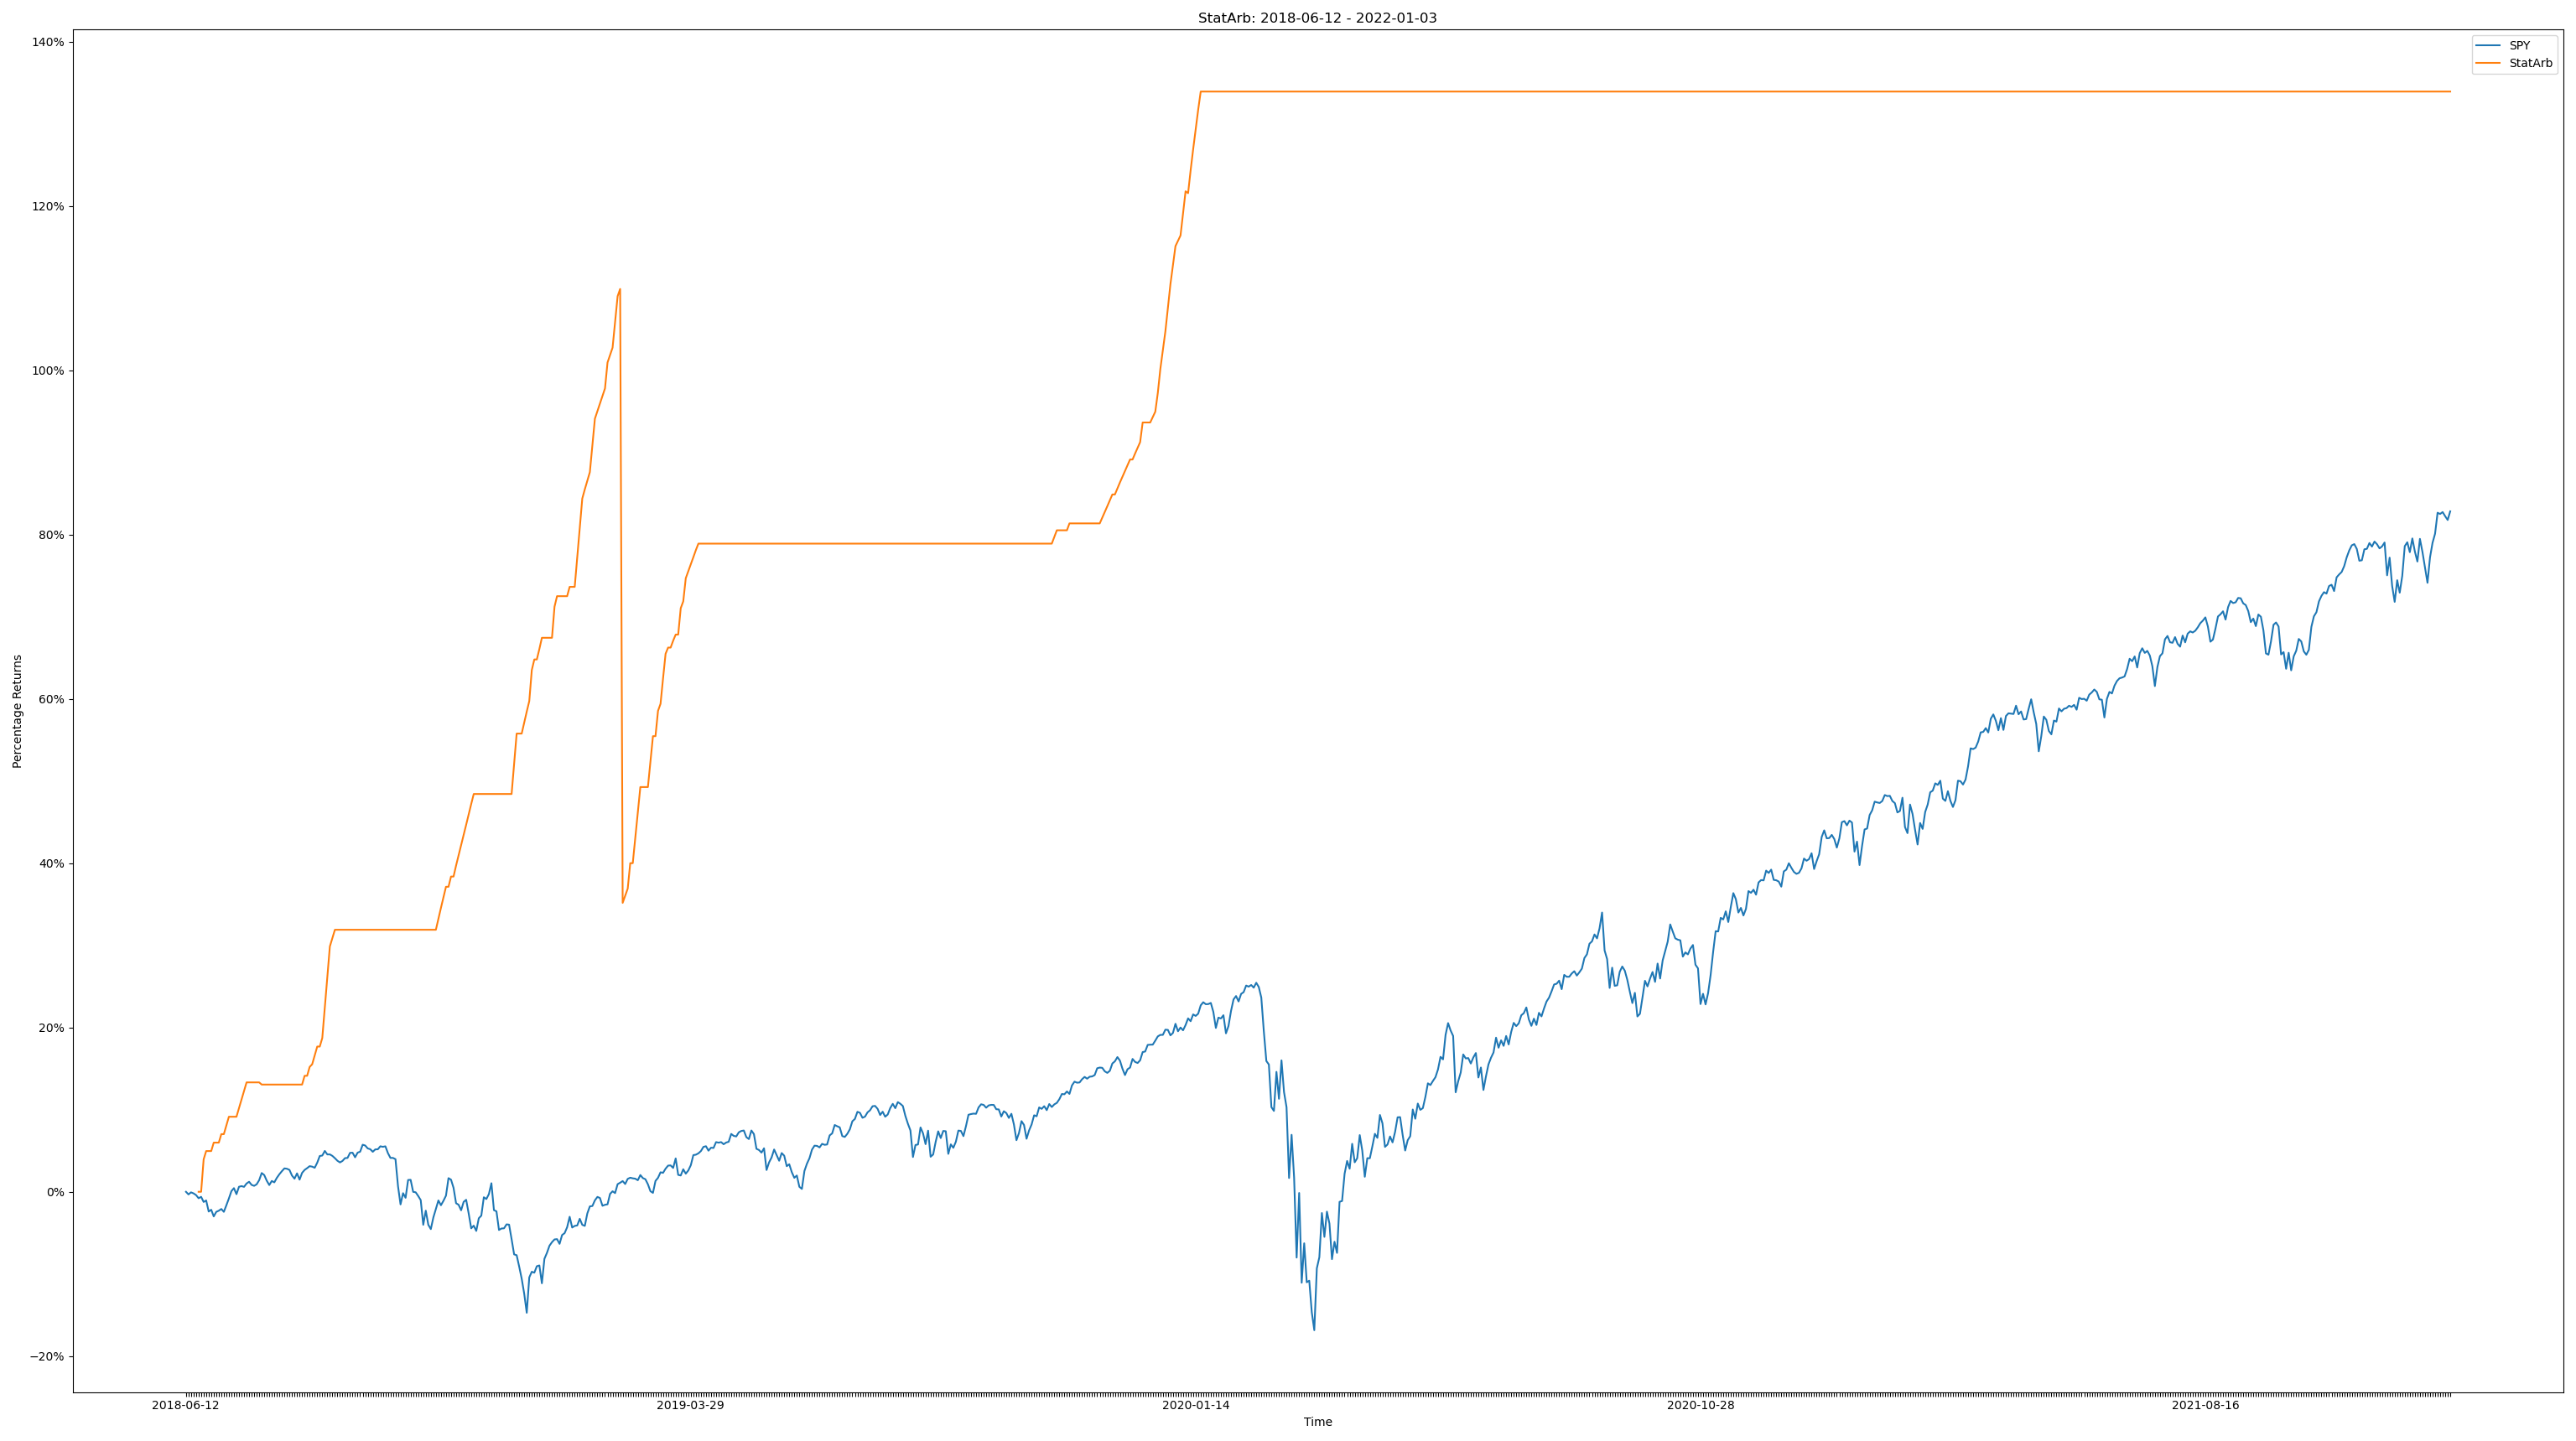 StatArb: 2018-06-12 - 2022-01-03
SPY
StatArb
140%
120%
100%
80%
60%
40%
20%
0%
−20%
Percentage Returns
2018-06-12
2019-03-29
2020-01-14
2020-10-28
2021-08-16
Time